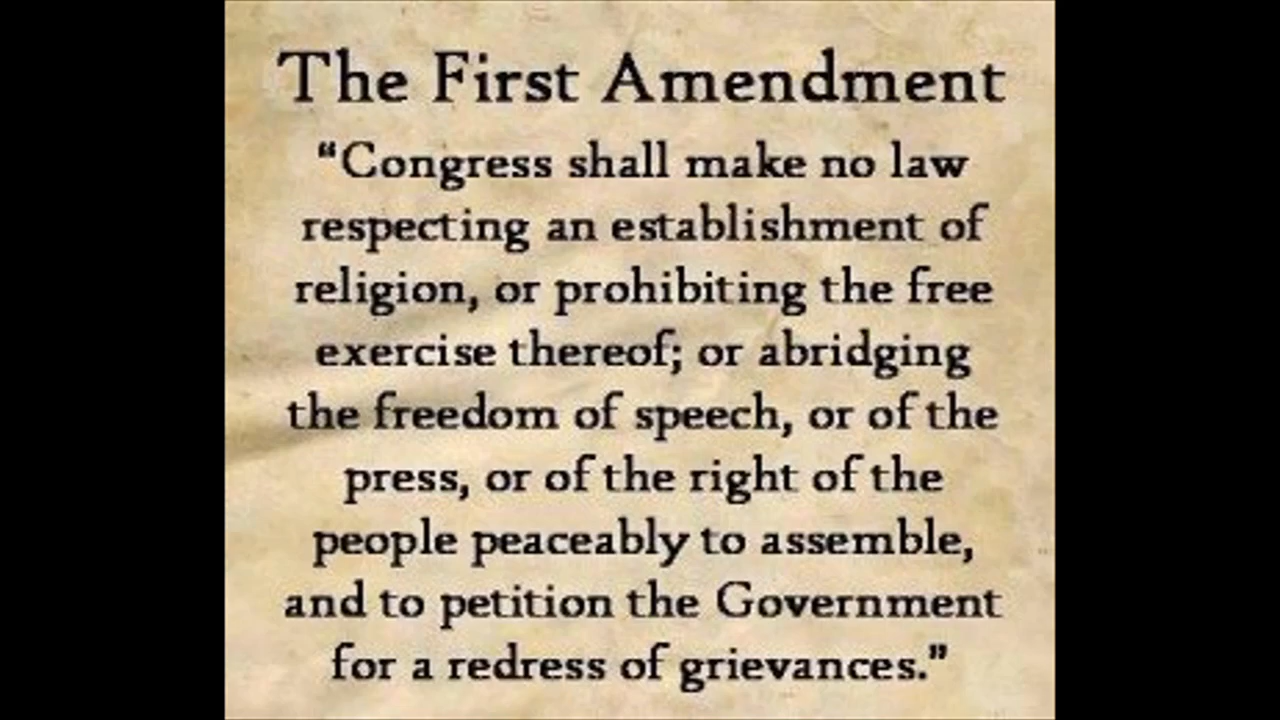 The First Amendment
“Congress shall make no law
respecting an establishment of
religion, or prohibiting the free
exercise thereof; or abridging
the freedom of speech, or of the
press, or of the right of the
people peaceably to assemble,
and to petition the Government
for a redress of grievances.”